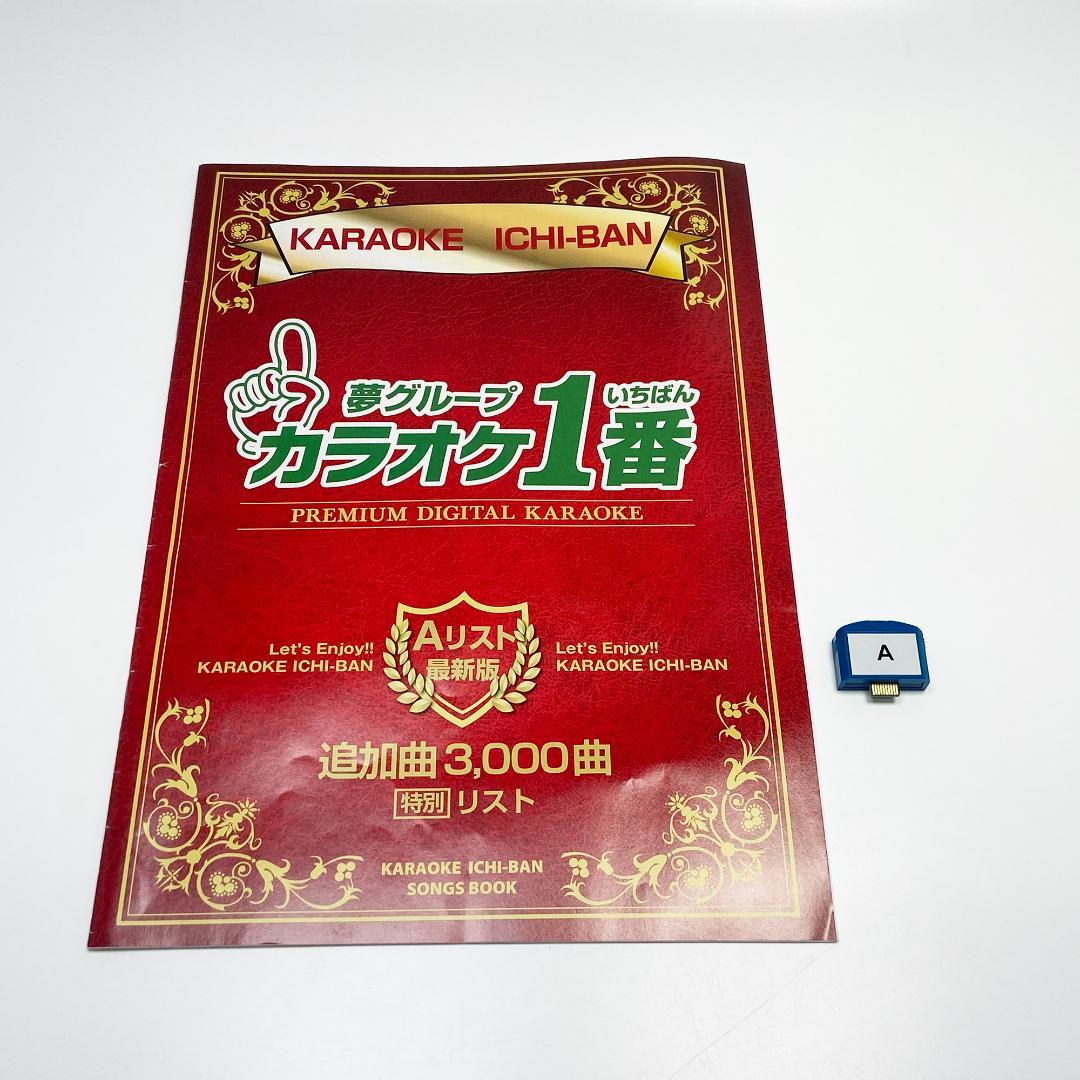 KARAOKE ICHI-BAN
夢グループ
いちばん
カラオケ1番
PREMIUM DIGITAL KARAOKE
Let's Enjoy!!
KARAOKE ICHI-BAN
Aリスト
最新版
Let's Enjoy!!
KARAOKE ICHI-BAN
追加曲 3,000曲
特別 リスト
KARAOKE ICHI-BAN
SONGS BOOK
A